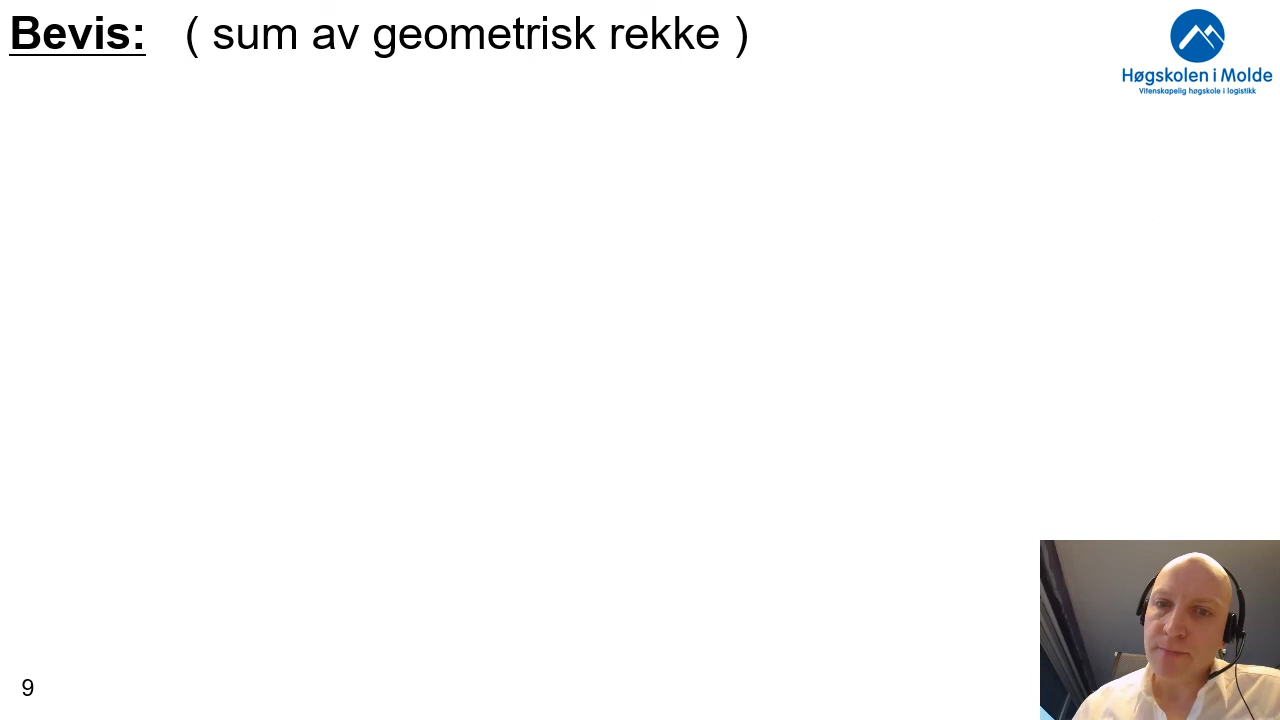 Bevis: ( sum av geometrisk rekke )
Høgskolen i Molde
Vitenskapelig høgskole i logistikk
9